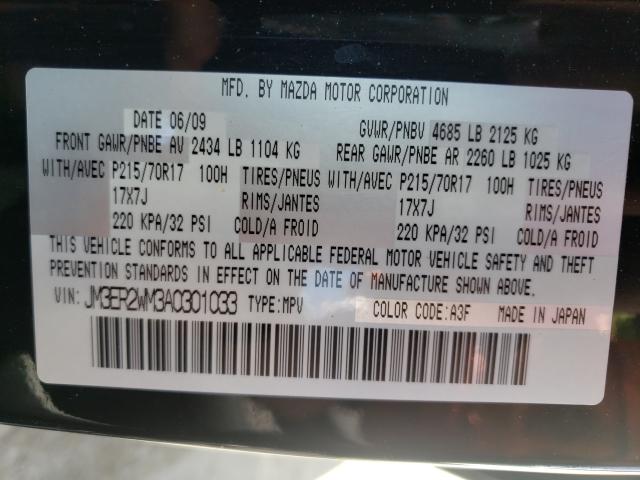 MFD. BY MAZDA MOTOR CORPORATION
DATE 06/09 GVWR/PNBV 4685 LB 2125 KG
FRONT GAWR/PNBE AV 2434 LB 1104 KG REAR GAWR/PNBE AR 2260 LB 1025 KG
WITH/AVEC P215/70R17 100H TIRES/PNEUS WITH/AVEC P215/70R17 100H TIRES/PNEUS
17X7J RIMS/JANTES 17X7J RIMS/JANTES
220 KPA/32 PSI COLD/A FROID 220 KPA/32 PSI COLD/A FROID
THIS VEHICLE CONFORMS TO ALL APPLICABLE FEDERAL MOTOR VEHICLE SAFETY AND THEFT
PREVENTION STANDARDS IN EFFECT ON THE DATE OF MANUFACTURE SHOWN ABOVE.
VIN: JM3ER2WM3A0301033 TYPE:MPV COLOR CODE:A3F MADE IN JAPAN